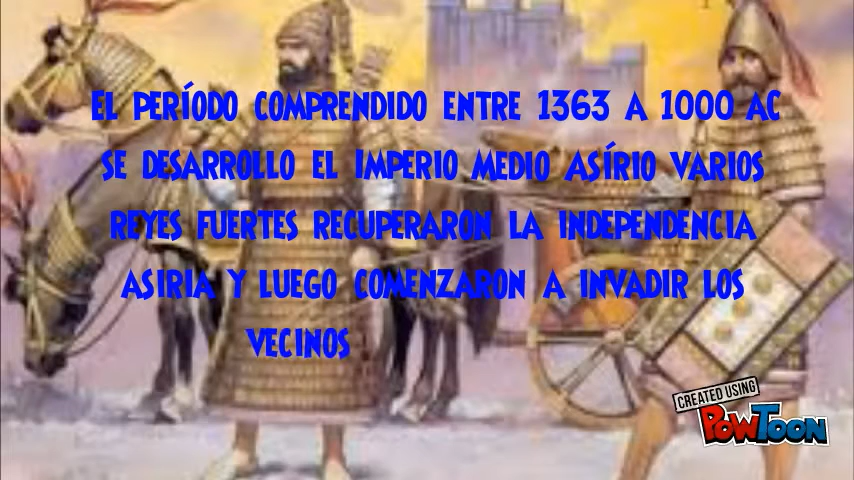 EL PERÍODO COMPRENDIDO ENTRE 1363 A 1000 AC
SE DESARROLLO EL IMPERIO MEDIO ASÍRIO VARIOS
REYES FUERTES RECUPERARON LA INDEPENDENCIA
ASIRIA Y LUEGO COMENZARON A INVADIR LOS
VECINOS
CREATED USING
POWTOON